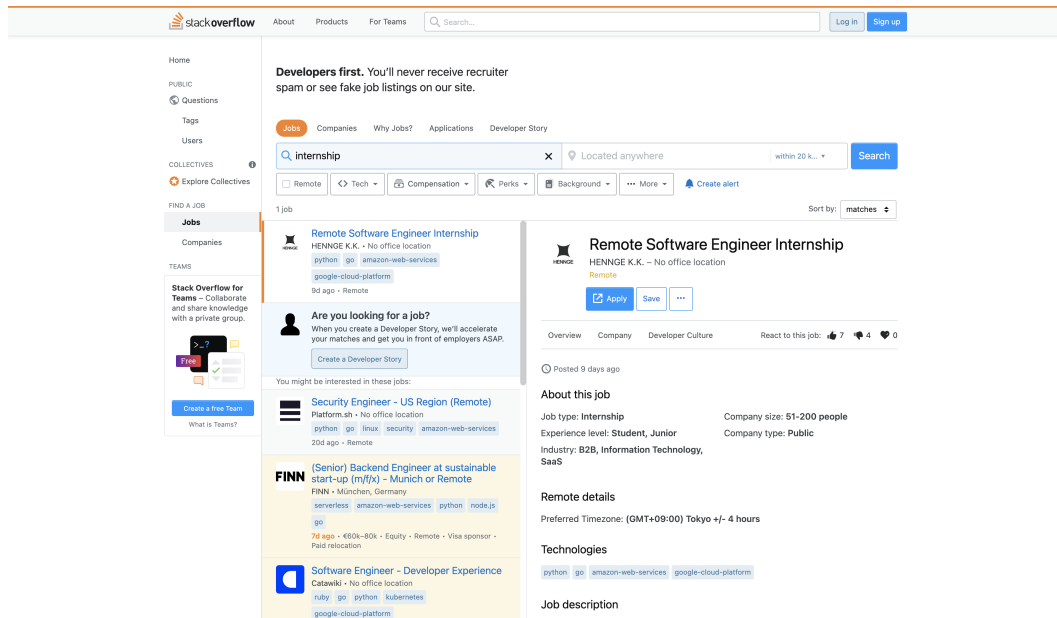 stack overflow
About
Products
For Teams
Search...
Log in
Sign up
Home
PUBLIC
Questions
Tags
Users
COLLECTIVES
Explore Collectives
FIND A JOB
Jobs
Companies
TEAMS
Stack Overflow for
Teams – Collaborate
and share knowledge
with a private group.
>_?
Free
Create a free Team
What is Teams?
Developers first. You’ll never receive recruiter
spam or see fake job listings on our site.
Jobs
Companies
Why Jobs?
Applications
Developer Story
internship
Located anywhere
within 20 k...
Search
Remote
Tech
Compensation
Perks
Background
More
Create alert
1 job
Sort by: matches
HENNGE
Remote Software Engineer Internship
HENNGE K.K. • No office location
python go amazon-web-services
google-cloud-platform
9d ago • Remote
Are you looking for a job?
When you create a Developer Story, we’ll accelerate
your matches and get you in front of employers ASAP.
Create a Developer Story
You might be interested in these jobs:
Security Engineer - US Region (Remote)
Platform.sh • No office location
python go linux security amazon-web-services
20d ago • Remote
FINN
(Senior) Backend Engineer at sustainable
start-up (m/f/x) - Munich or Remote
FINN • München, Germany
serverless amazon-web-services python node.js
go
7d ago • €60k–80k • Equity • Remote • Visa sponsor •
Paid relocation
Software Engineer - Developer Experience
Catawiki • No office location
ruby go python kubernetes
google-cloud-platform
HENNGE
Remote Software Engineer Internship
HENNGE K.K. – No office location
Remote
Apply
Save
Overview
Company
Developer Culture
React to this job: 7 4 0
Posted 9 days ago
About this job
Job type: Internship
Experience level: Student, Junior
Industry: B2B, Information Technology,
SaaS
Company size: 51-200 people
Company type: Public
Remote details
Preferred Timezone: (GMT+09:00) Tokyo +/- 4 hours
Technologies
python go amazon-web-services google-cloud-platform
Job description